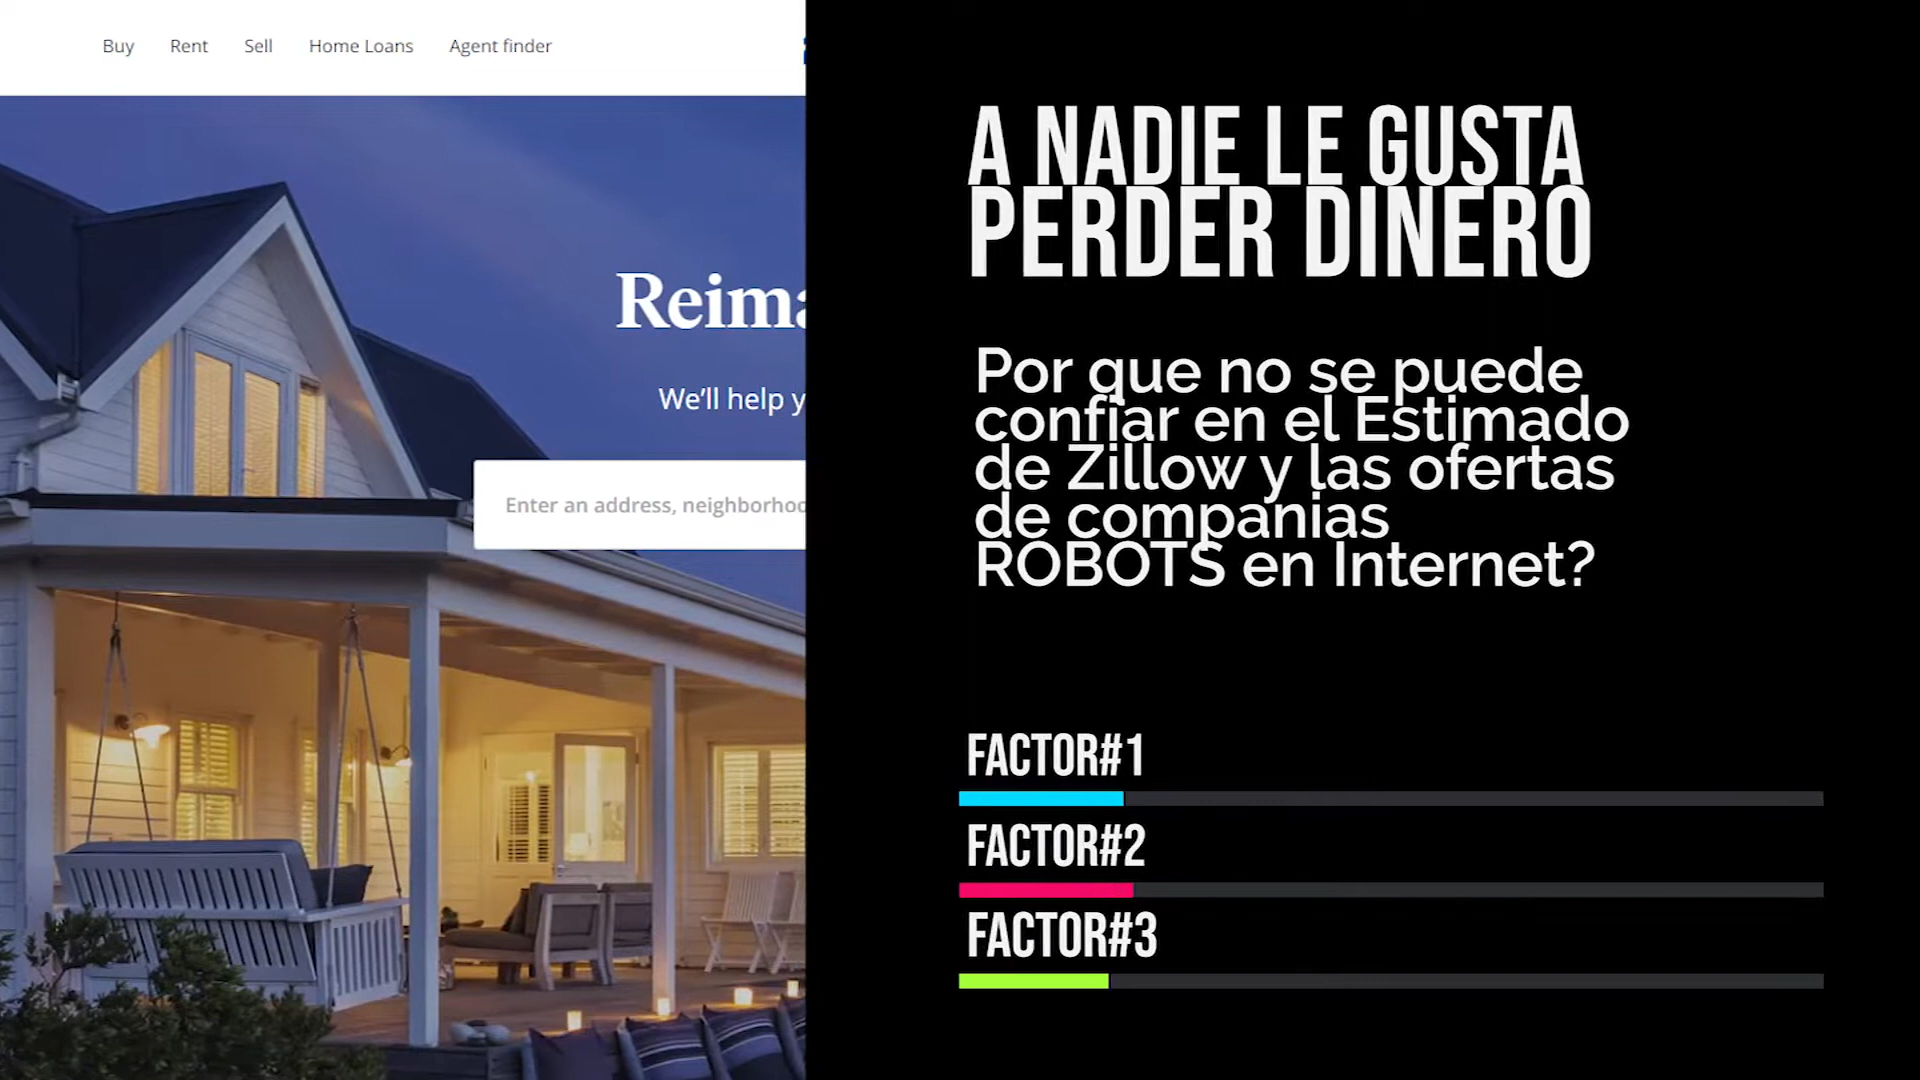 Buy Rent Sell Home Loans Agent finder
Reima
We'll help y
Enter an address, neighborhoo
A NADIE LE GUSTA
PERDER DINERO
Por que no se puede
confiar en el Estimado
de Zillow y las ofertas
de companias
ROBOTS en Internet?
FACTOR#1
FACTOR#2
FACTOR#3